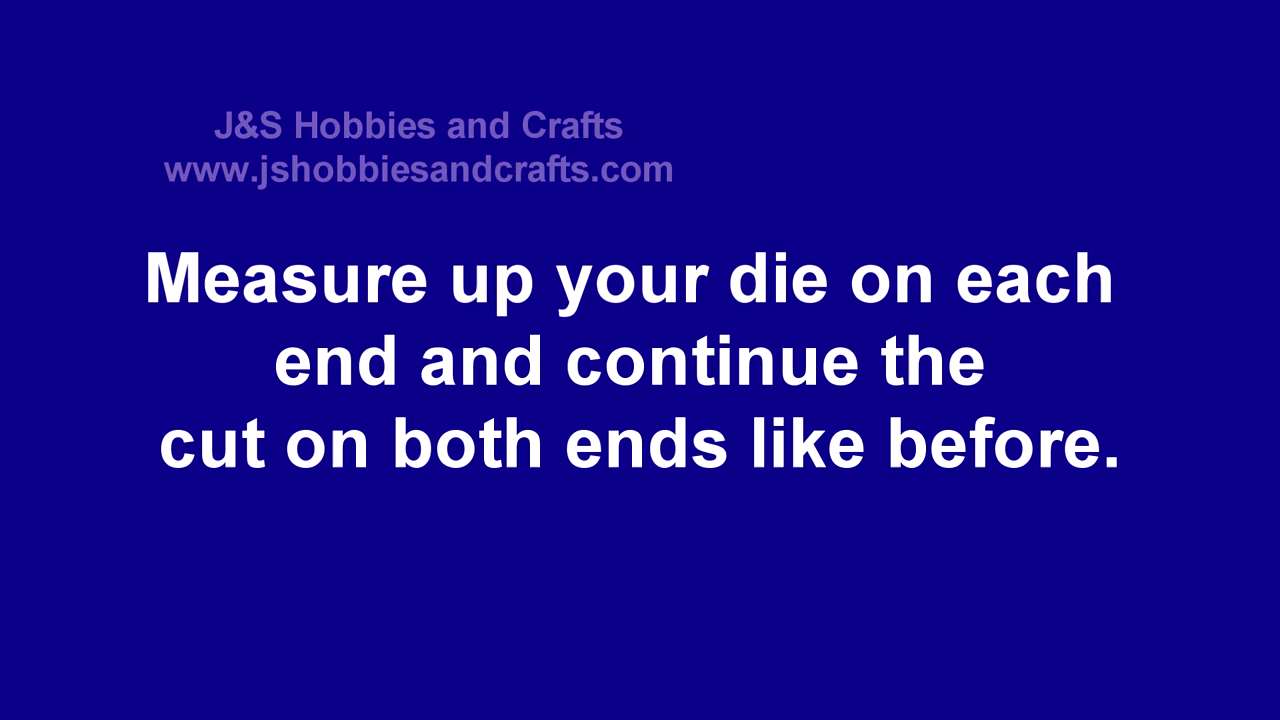 J&S Hobbies and Crafts
www.jshobbiesandcrafts.com
Measure up your die on each
end and continue the
cut on both ends like before.